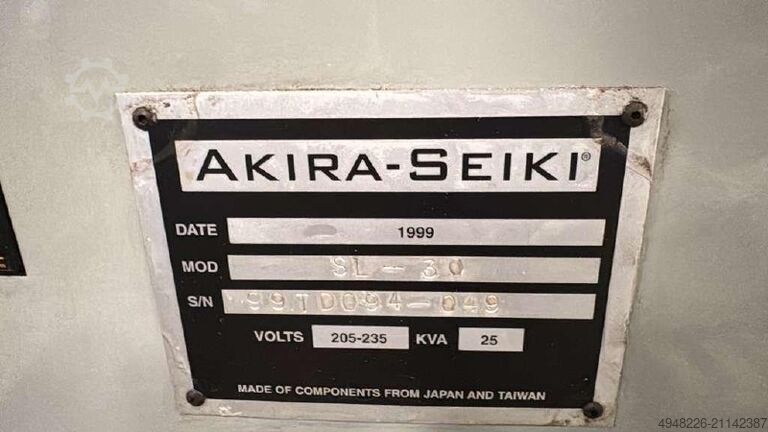 AKIRA-SEIKI®
DATE 1999
MOD SL-30
S/N 99TD094-049
VOLTS 205-235 KVA 25
MADE OF COMPONENTS FROM JAPAN AND TAIWAN
4948226-21142387